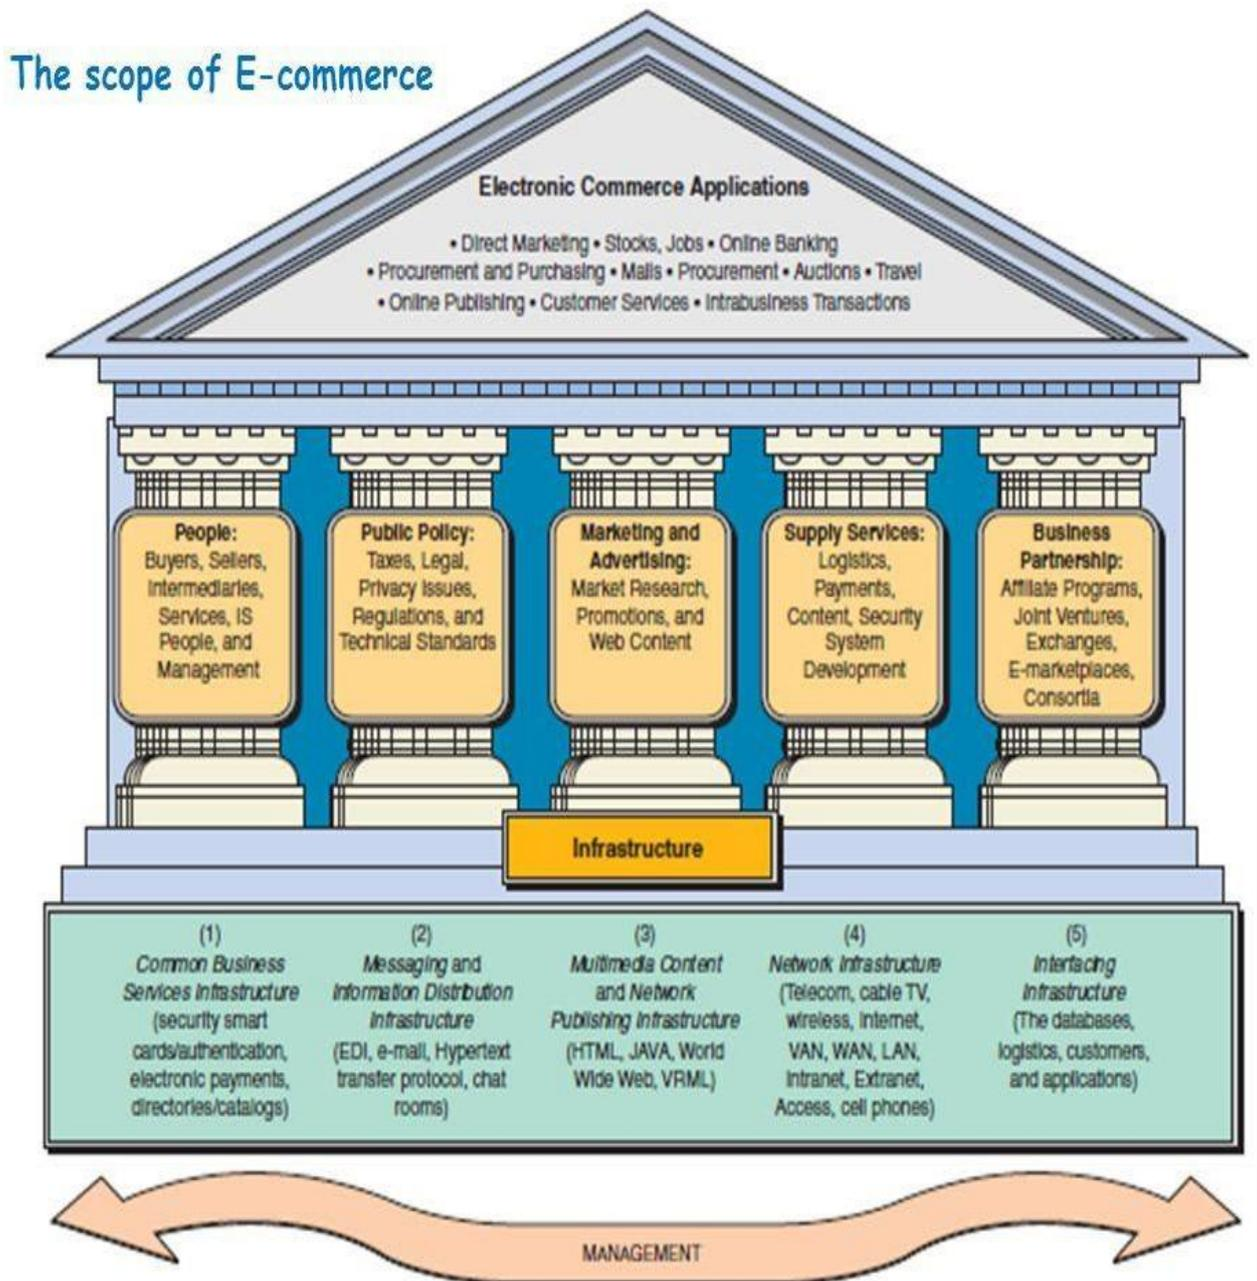 The scope of E-commerce
Electronic Commerce Applications
• Direct Marketing • Stocks, Jobs • Online Banking
• Procurement and Purchasing • Malls • Procurement • Auctions • Travel
• Online Publishing • Customer Services • Intrabusiness Transactions
People:
Buyers, Sellers,
Intermediaries,
Services, IS
People, and
Management
Public Policy:
Taxes, Legal,
Privacy Issues,
Regulations, and
Technical Standards
Marketing and
Advertising:
Market Research,
Promotions, and
Web Content
Supply Services:
Logistics,
Payments,
Content, Security
System
Development
Business
Partnership:
Affiliate Programs,
Joint Ventures,
Exchanges,
E-marketplaces,
Consortia
Infrastructure
(1)
Common Business
Services Infrastructure
(security smart
cards/authentication,
electronic payments,
directories/catalogs)
(2)
Messaging and
Information Distribution
Infrastructure
(EDI, e-mail, Hypertext
transfer protocol, chat
rooms)
(3)
Multimedia Content
and Network
Publishing Infrastructure
(HTML, JAVA, World
Wide Web, VRML)
(4)
Network Infrastructure
(Telecom, cable TV,
wireless, Internet,
VAN, WAN, LAN,
Intranet, Extranet,
Access, cell phones)
(5)
Interfacing
Infrastructure
(The databases,
logistics, customers,
and applications)
MANAGEMENT